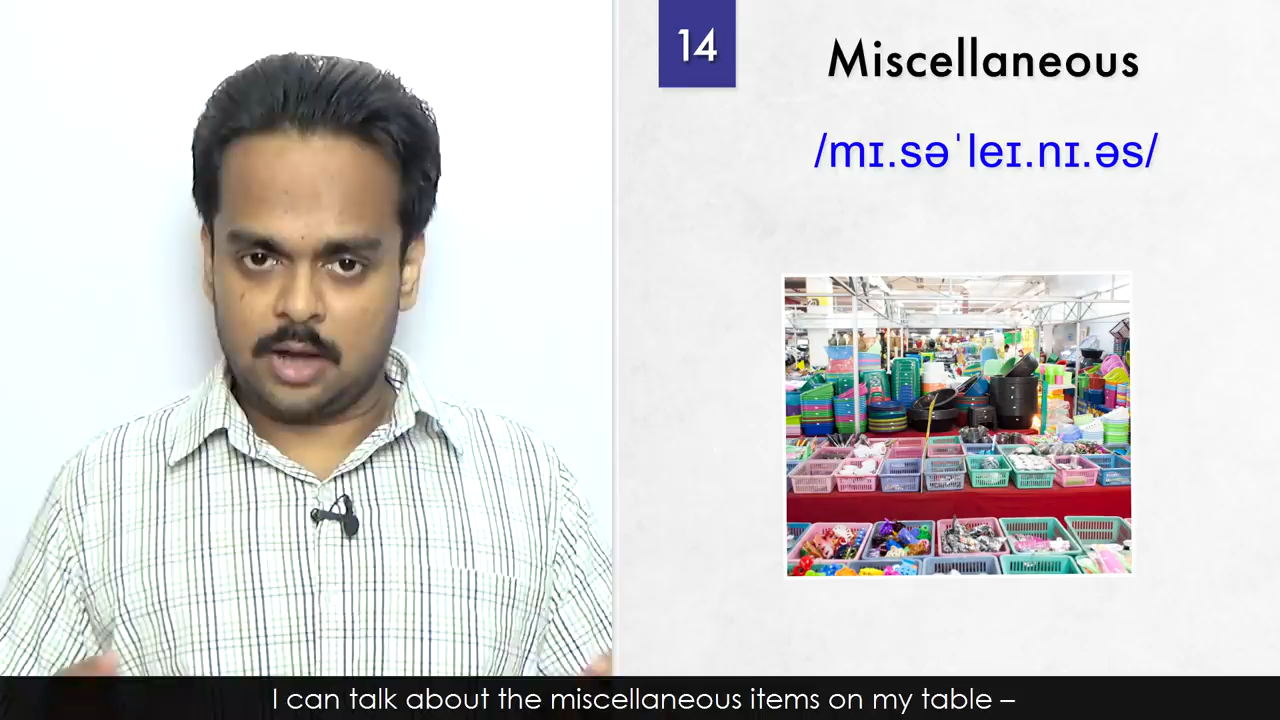 14
Miscellaneous
/mɪ.səˈleɪ.nɪ.əs/
I can talk about the miscellaneous items on my table –